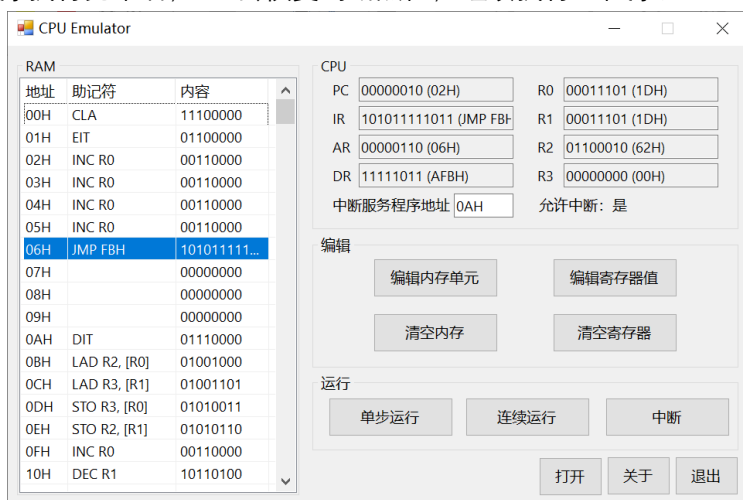 CPU Emulator
RAM
地址 助记符 内容
00H CLA 11100000
01H EIT 01100000
02H INC R0 00110000
03H INC R0 00110000
04H INC R0 00110000
05H INC R0 00110000
06H JMP FBH 101011111...
07H 00000000
08H 00000000
09H 00000000
0AH DIT 01110000
0BH LAD R2, [R0] 01001000
0CH LAD R3, [R1] 01001101
0DH STO R3, [R0] 01010011
0EH STO R2, [R1] 01010110
0FH INC R0 00110000
10H DEC R1 10110100
CPU
PC 00000010 (02H) R0 00011101 (1DH)
IR 101011111011 (JMP FBH R1 00011101 (1DH)
AR 00000110 (06H) R2 01100010 (62H)
DR 11111011 (AFBH) R3 00000000 (00H)
中断服务程序地址 0AH 允许中断：是
编辑
编辑内存单元 编辑寄存器值
清空内存 清空寄存器
运行
单步运行 连续运行 中断
打开 关于 退出